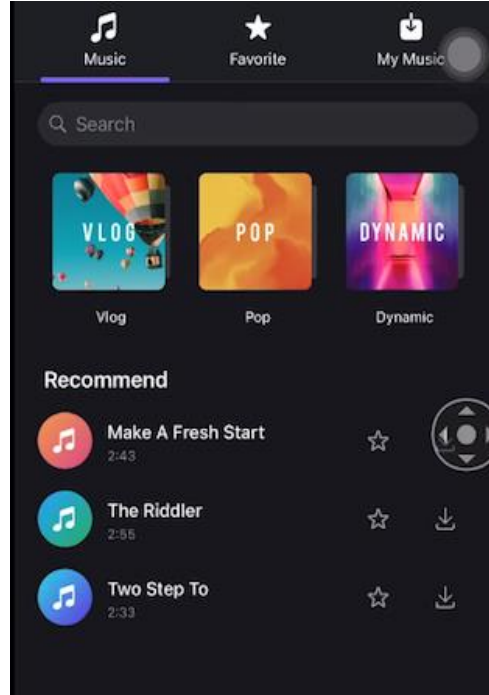 Music
Favorite
My Music
Search
VLOG
POP
DYNAMIC
Vlog
Pop
Dynamic
Recommend
Make A Fresh Start
2:43
The Riddler
2:55
Two Step To
2:33